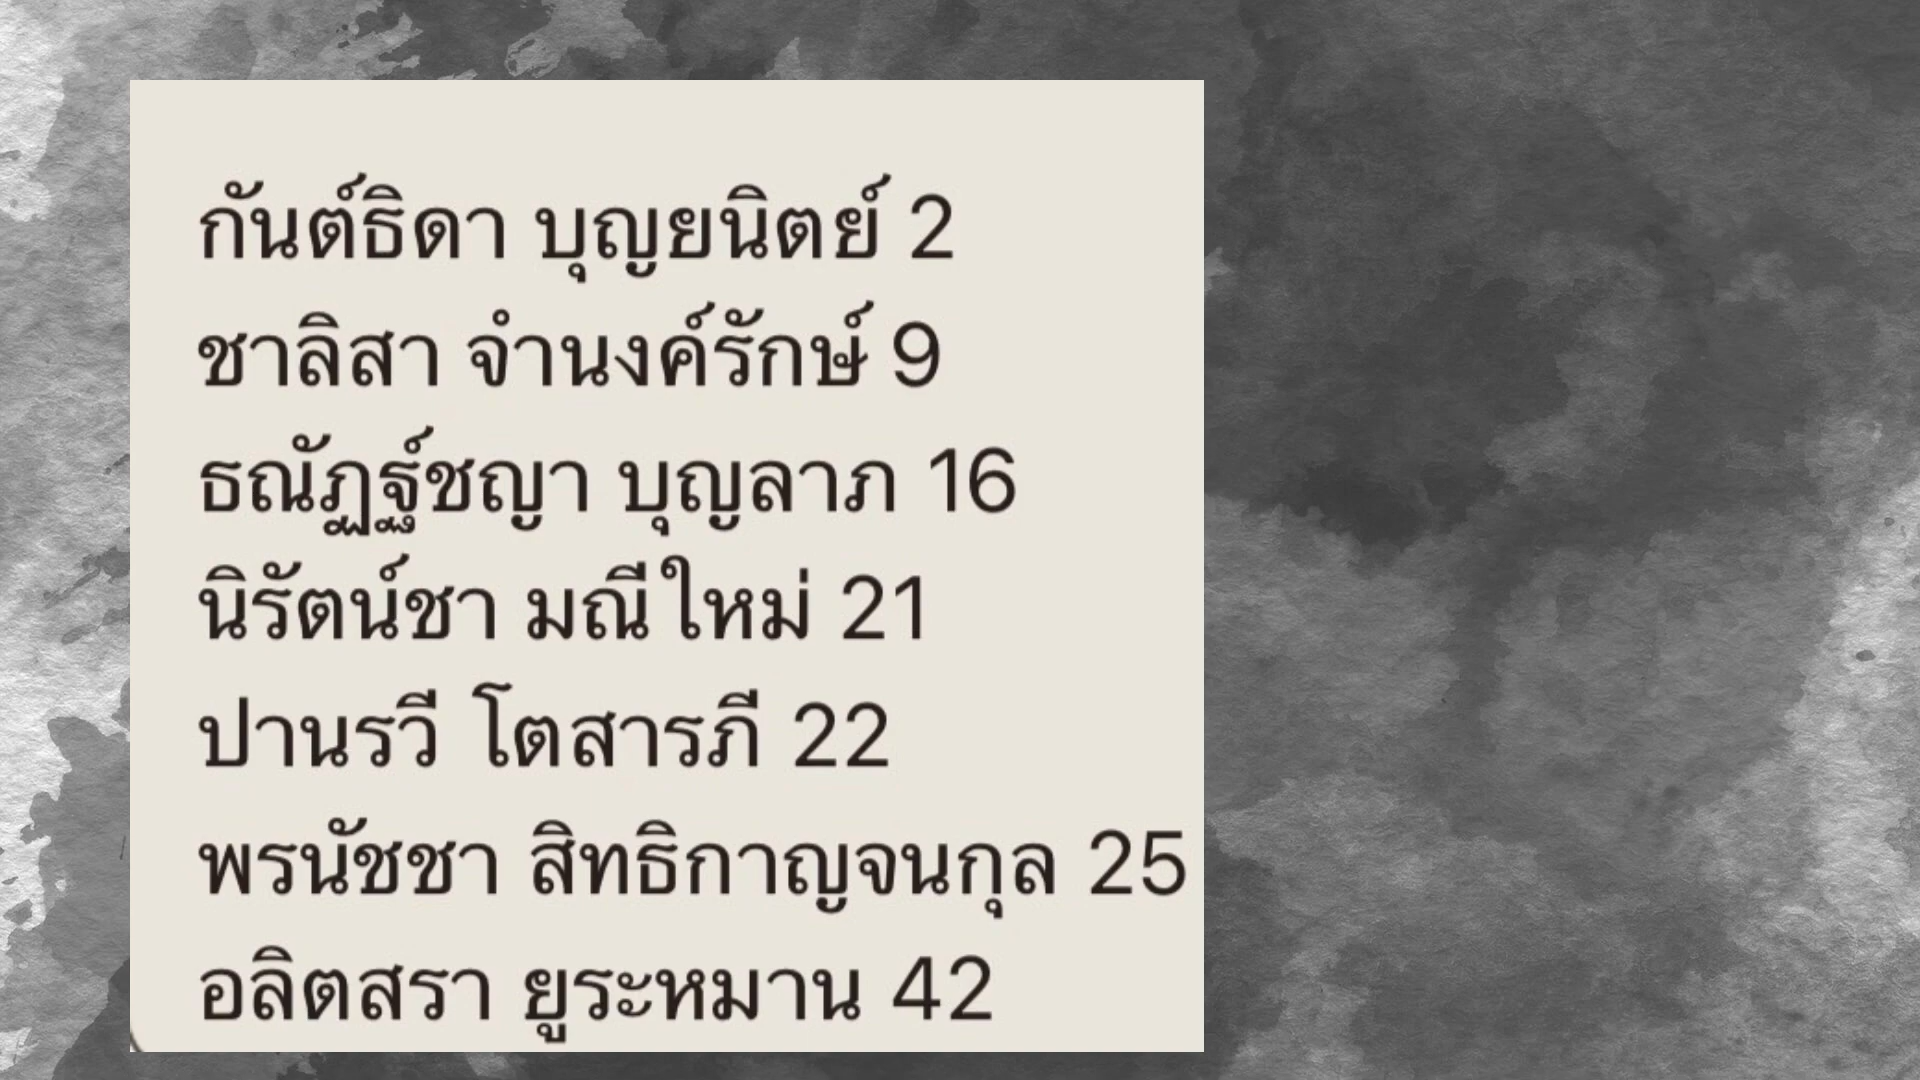 กันต์ธิดา บุญยนิตย์ 2
ชาลิสา จำนงค์รักษ์ 9
ธณัฏฐ์ชญา บุญลาภ 16
นิรัตน์ชา มณีใหม่ 21
ปานรวี โตสารภี 22
พรนัชชา สิทธิกาญจนกุล 25
อลิตสรา ยูระหมาน 42